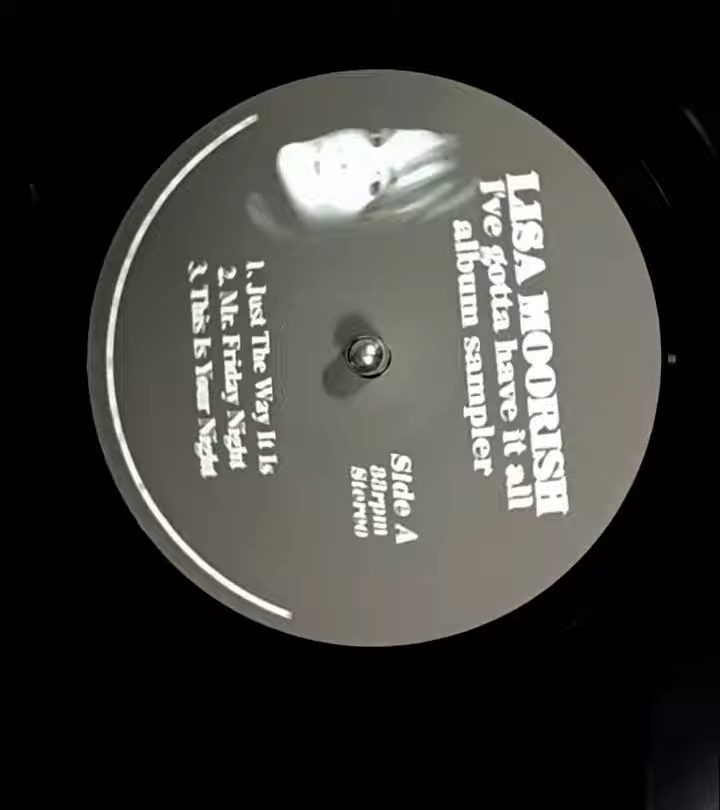 LISA MOORISH
I've gotta have it all
album sampler
Side A
33rpm
Stereo
1. Just The Way It Is
2. Mr. Friday Night
3. This Is Your Night